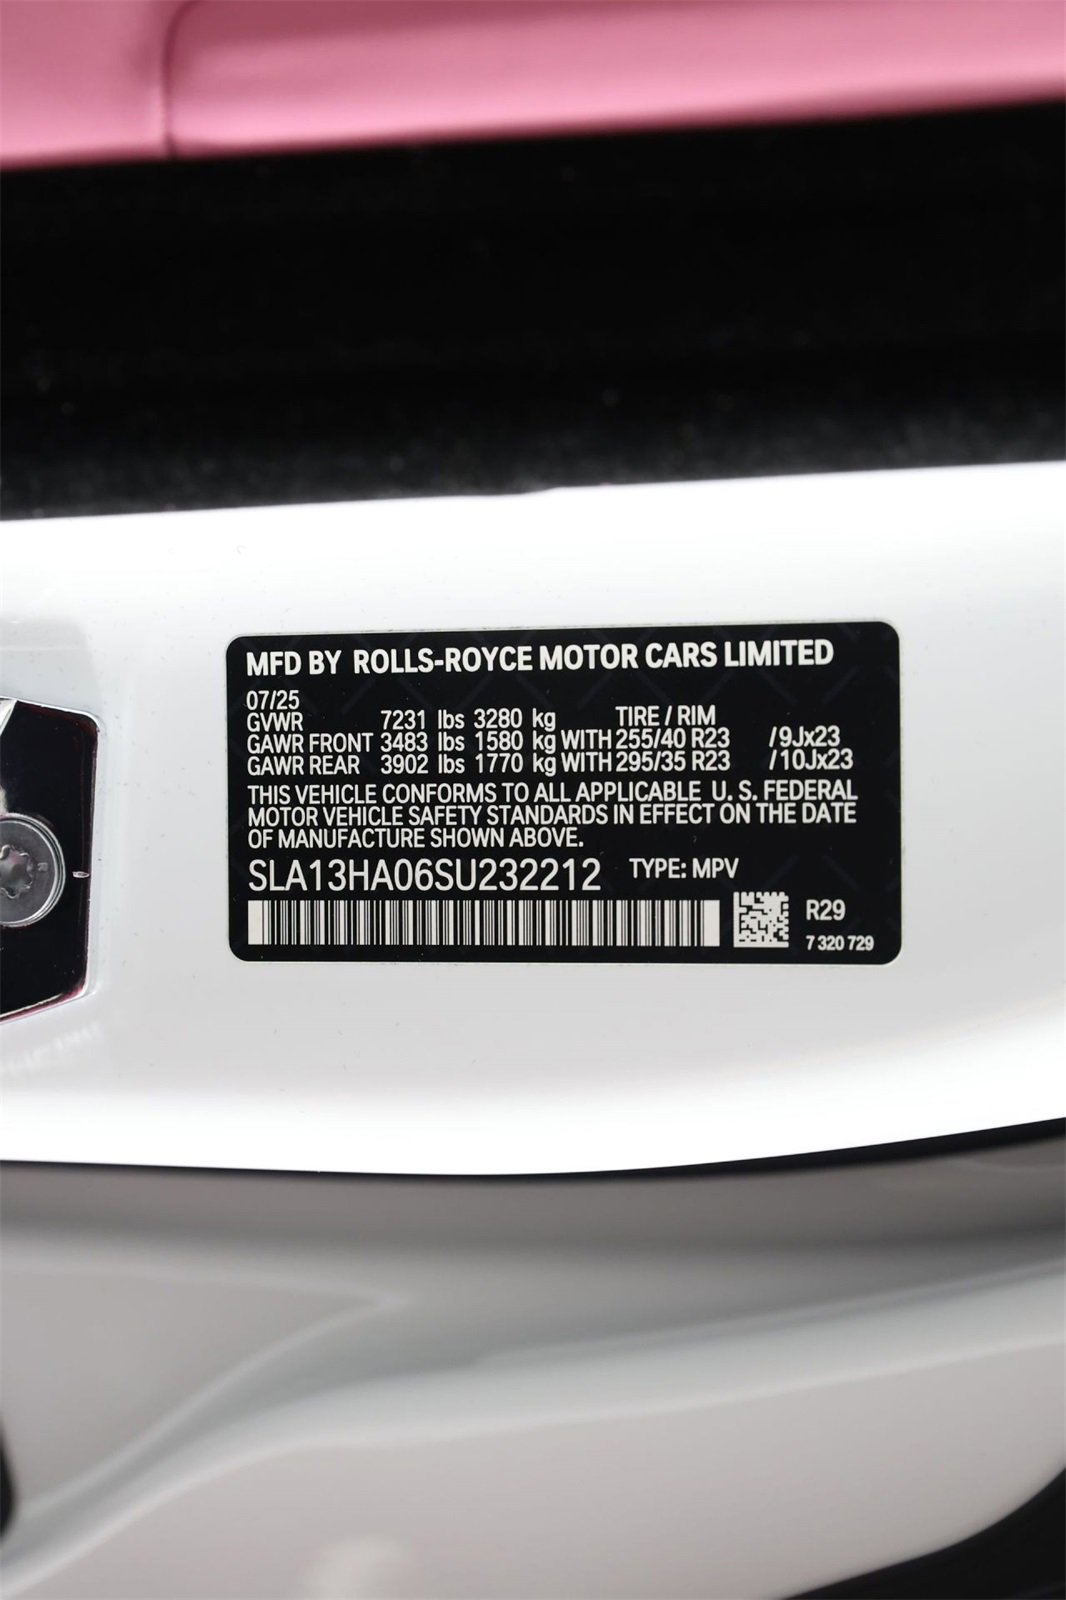 MFD BY ROLLS-ROYCE MOTOR CARS LIMITED
07/25
GVWR 7231 lbs 3280 kg TIRE / RIM
GAWR FRONT 3483 lbs 1580 kg WITH 255/40 R23 /9Jx23
GAWR REAR 3902 lbs 1770 kg WITH 295/35 R23 /10Jx23
THIS VEHICLE CONFORMS TO ALL APPLICABLE U. S. FEDERAL
MOTOR VEHICLE SAFETY STANDARDS IN EFFECT ON THE DATE
OF MANUFACTURE SHOWN ABOVE.
SLA13HA06SU232212 TYPE: MPV
R29
7 320 729